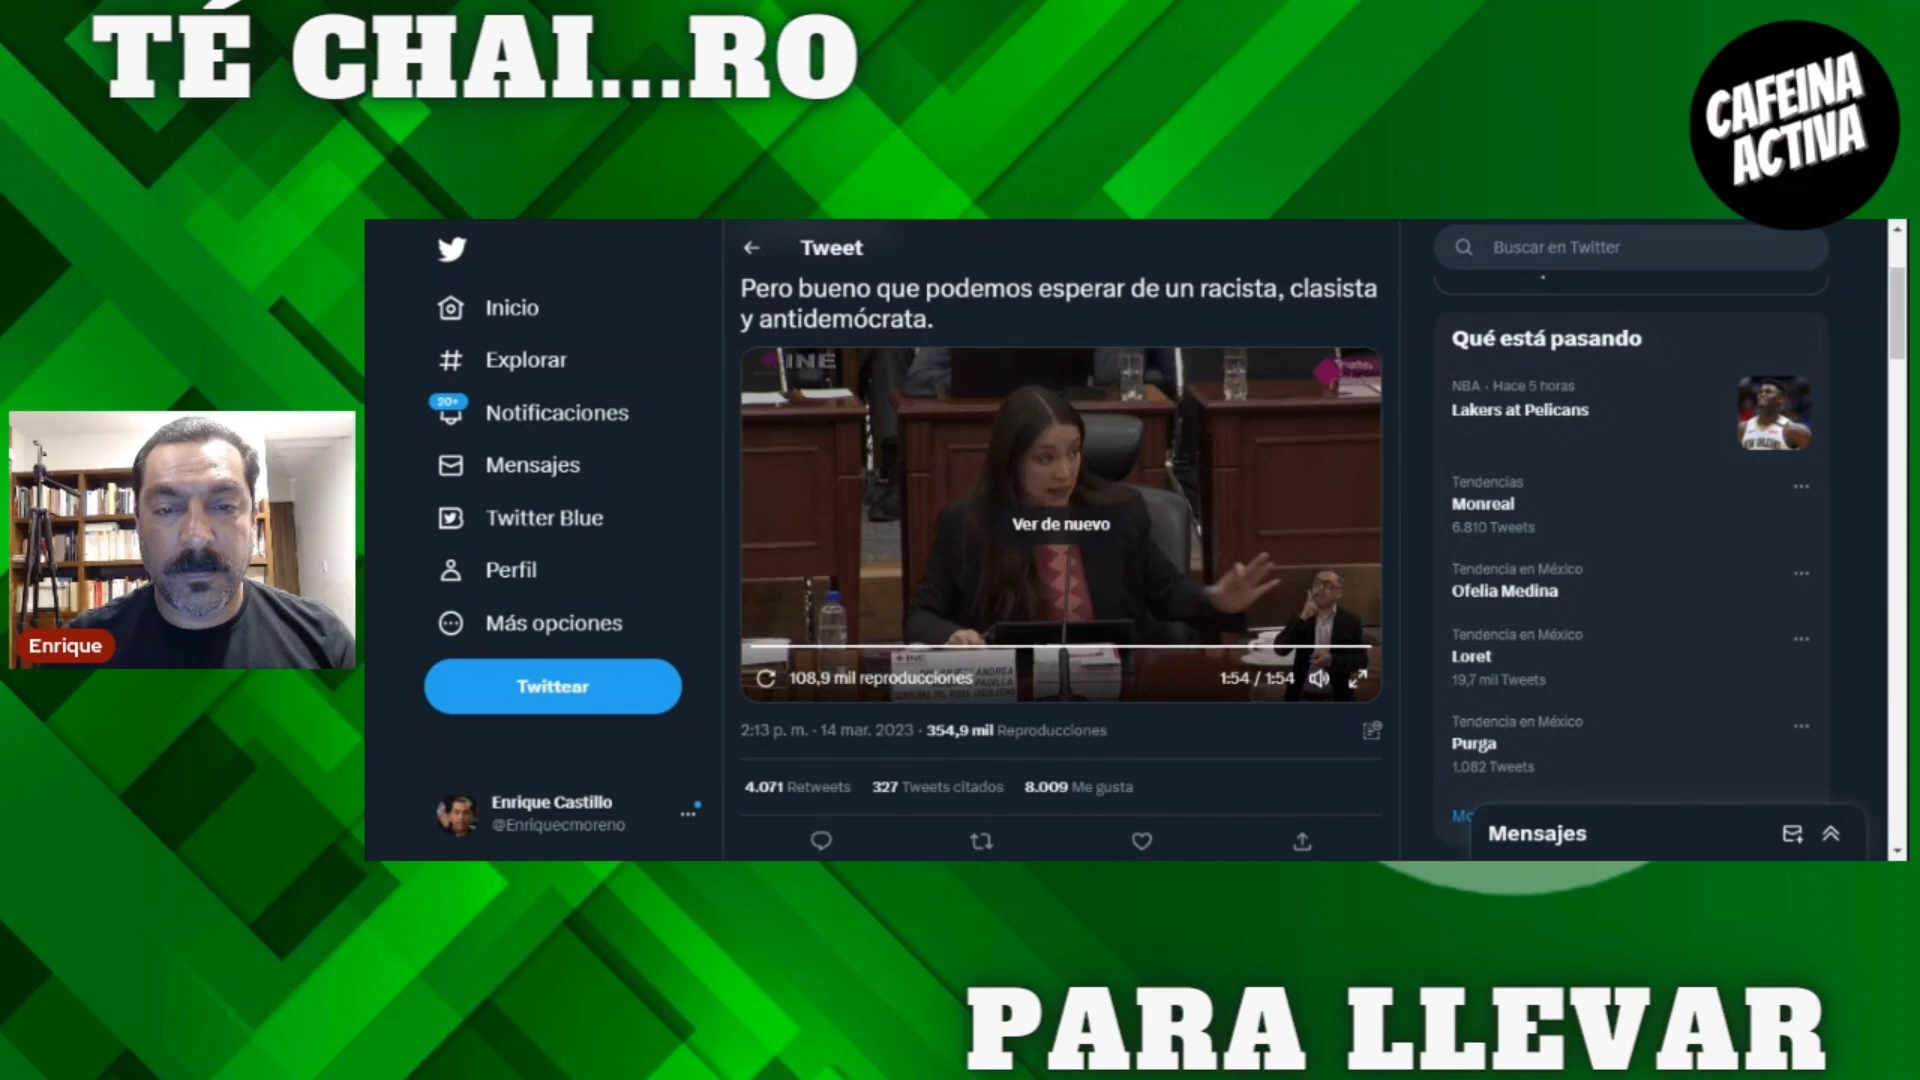 TÉ CHAI...RO
CAFEINA
ACTIVA
Tweet
Buscar en Twitter
Pero bueno que podemos esperar de un racista, clasista
y antidemócrata.
Inicio
Explorar
20+
Notificaciones
Mensajes
Twitter Blue
Perfil
Más opciones
Twittear
Enrique Castillo
@Enriquecmoreno
Enrique
INE
Ver de nuevo
INE
ANDREA
PADILLA
108,9 mil reproducciones
1:54 / 1:54
2:13 p. m. · 14 mar. 2023 · 354,9 mil Reproducciones
4.071 Retweets 327 Tweets citados 8.009 Me gusta
Qué está pasando
NBA · Hace 5 horas
Lakers at Pelicans
Tendencias
Monreal
6.810 Tweets
Tendencia en México
Ofelia Medina
Tendencia en México
Loret
19,7 mil Tweets
Tendencia en México
Purga
1.082 Tweets
Mo
Mensajes
PARA LLEVAR